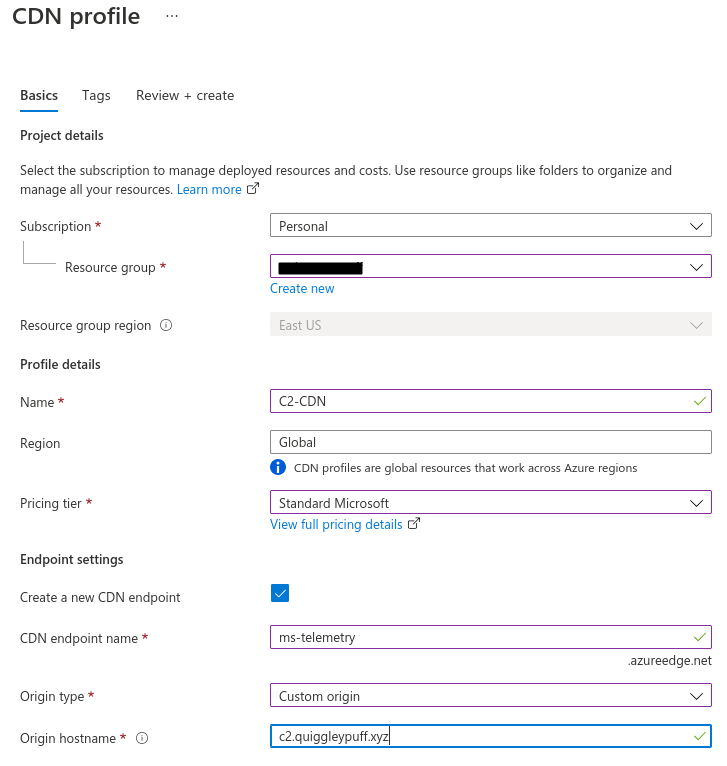 CDN profile ...
Basics Tags Review + create
Project details
Select the subscription to manage deployed resources and costs. Use resource groups like folders to organize and
manage all your resources. Learn more
Subscription * Personal
Resource group *
Create new
Resource group region East US
Profile details
Name * C2-CDN
Region Global
CDN profiles are global resources that work across Azure regions
Pricing tier * Standard Microsoft
View full pricing details
Endpoint settings
Create a new CDN endpoint
CDN endpoint name * ms-telemetry
.azureedge.net
Origin type * Custom origin
Origin hostname * c2.quiggleypuff.xyz